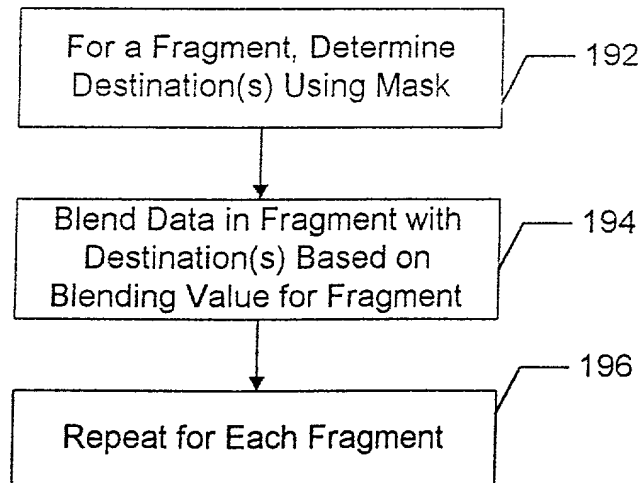 For a Fragment, Determine
Destination(s) Using Mask
192
Blend Data in Fragment with
Destination(s) Based on
Blending Value for Fragment
194
196
Repeat for Each Fragment